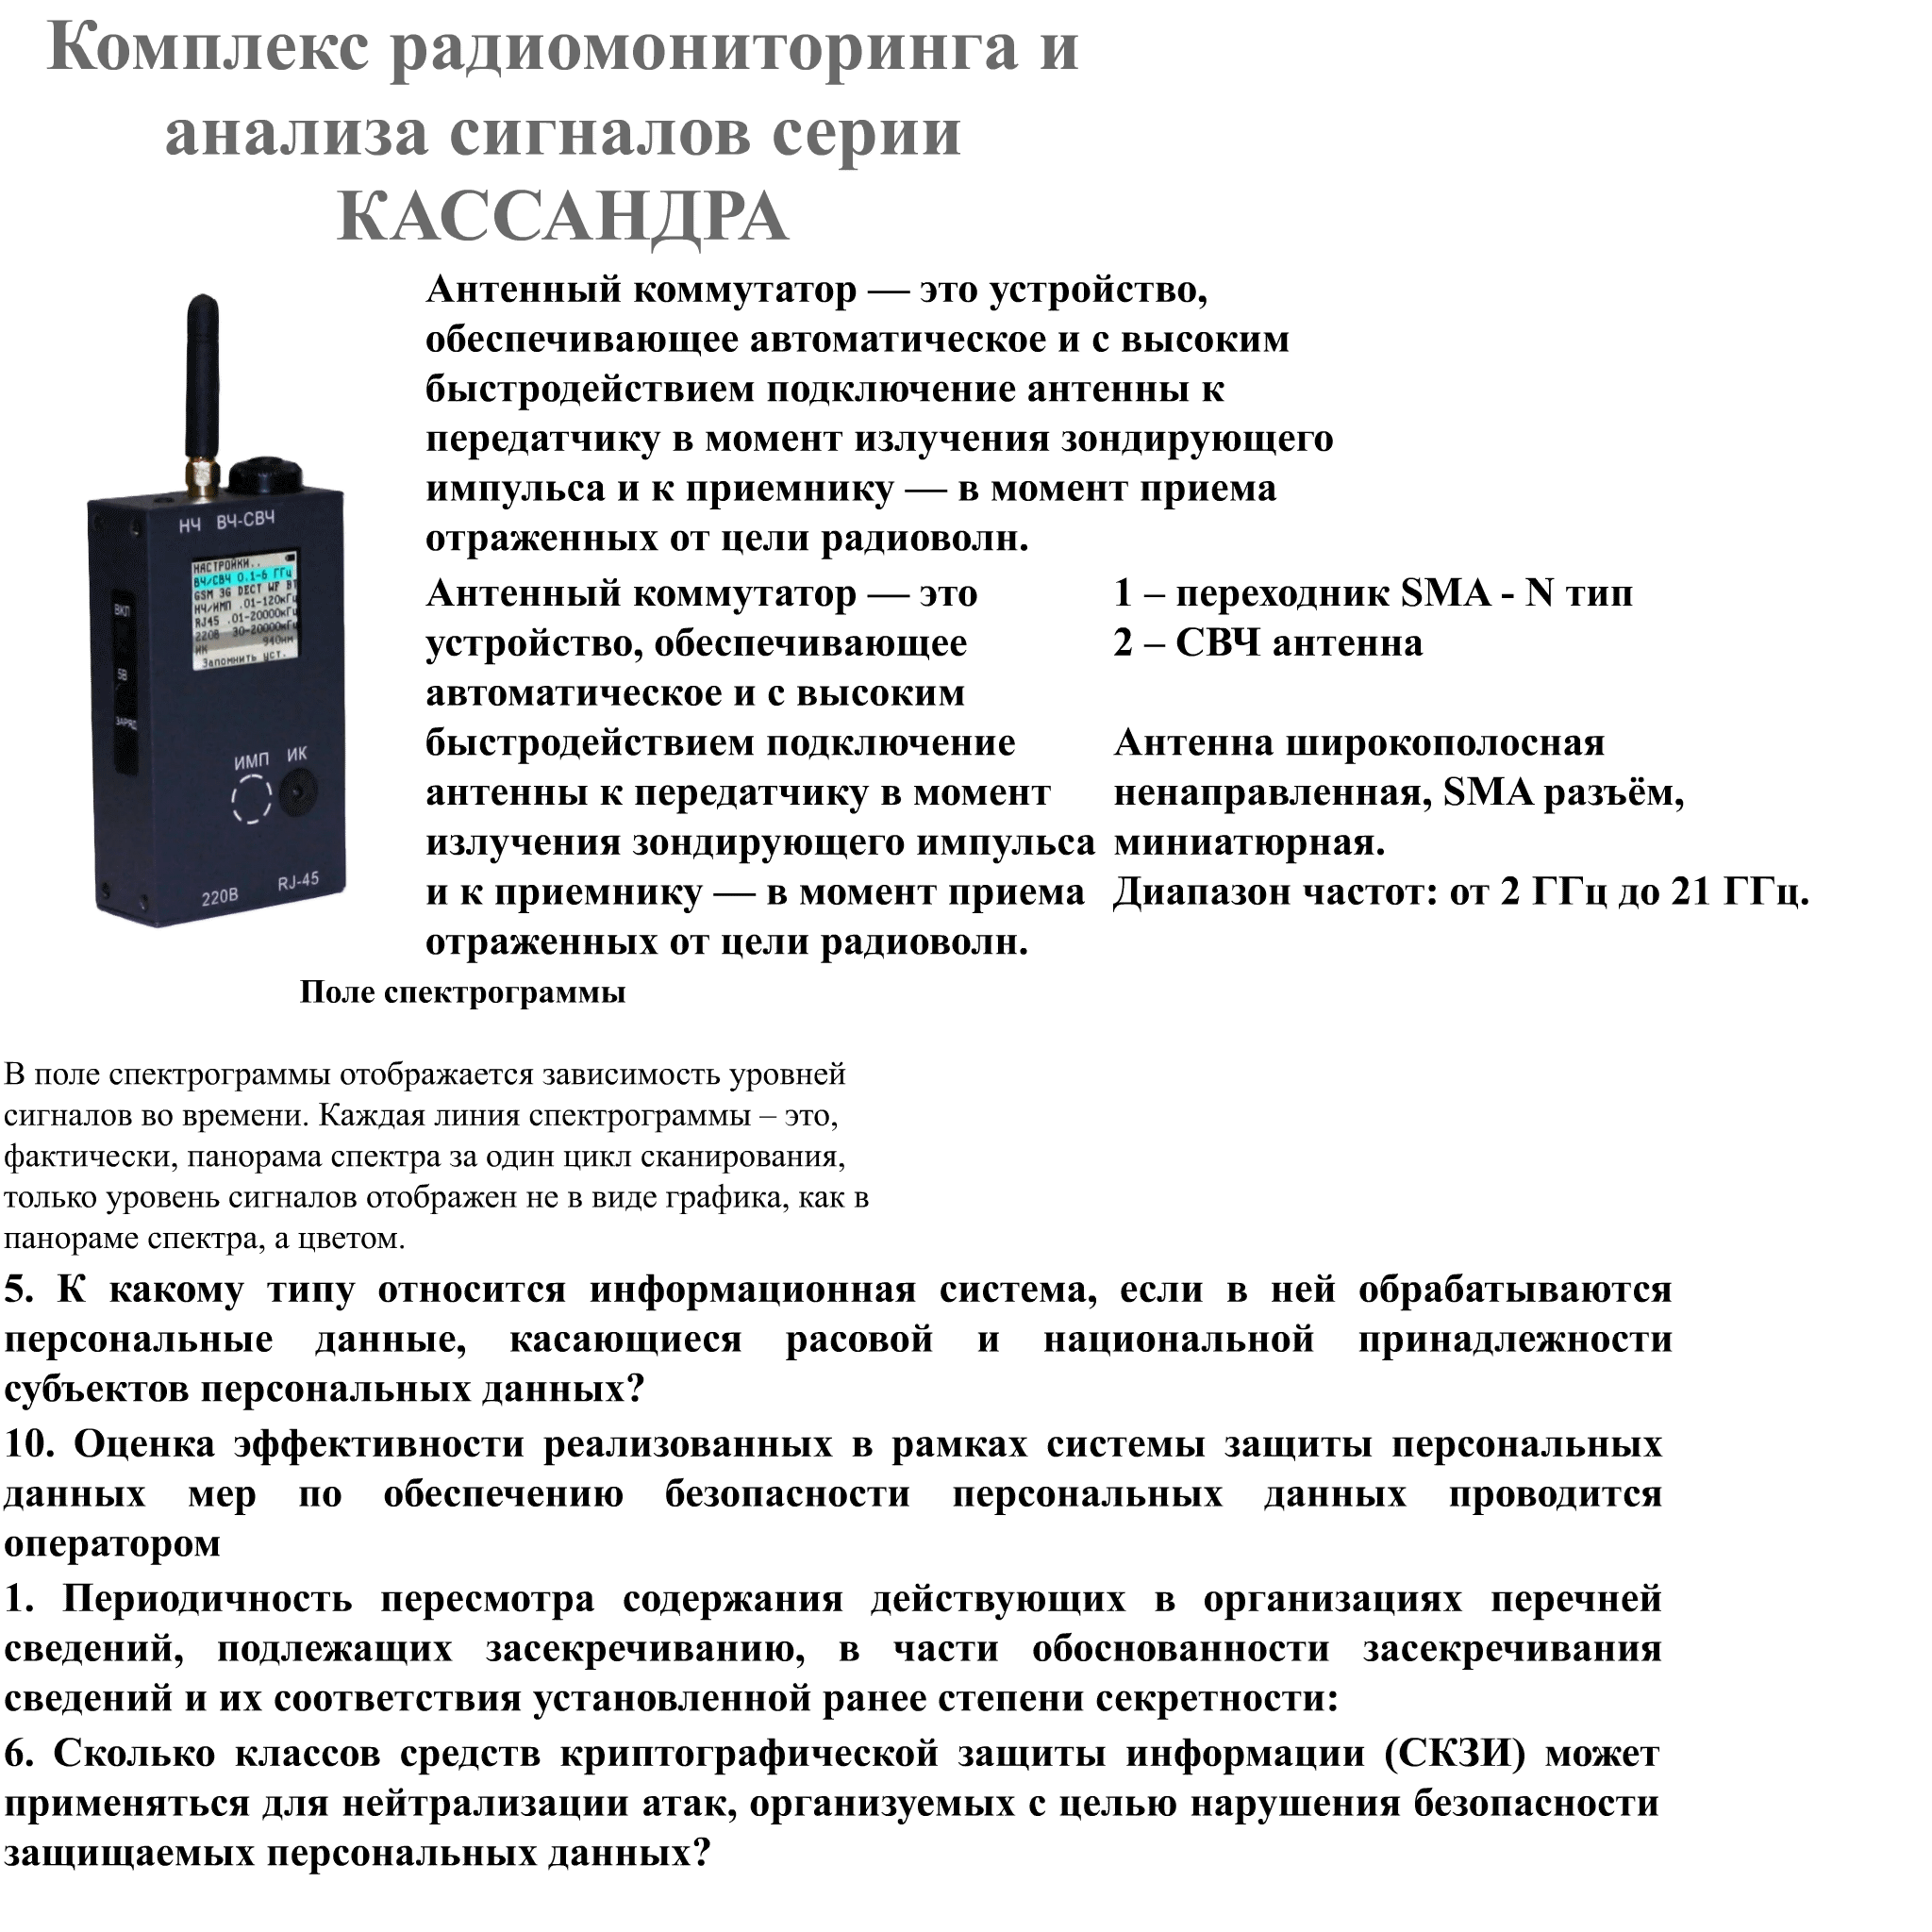 Комплекс радиомониторинга и
анализа сигналов серии
КАССАНДРА
Антенный коммутатор — это устройство,
обеспечивающее автоматическое и с высоким
быстродействием подключение антенны к
передатчику в момент излучения зондирующего
импульса и к приемнику — в момент приема
отраженных от цели радиоволн.
НЧ ВЧ-СВЧ
НАСТРОЙКИ..
ВЧ/СВЧ 0.1-6 ГГц
GSM 3G DECT WF BT
НЧ/ИМП .01-120кГц
RJ45 .01-20000кГц
220В 30-20000кГц
ИК 940нм
Запомнить уст.
ВКЛ
5В
ЗАРЯД
ИМП ИК
220В RJ-45
Антенный коммутатор — это
устройство, обеспечивающее
автоматическое и с высоким
быстродействием подключение
антенны к передатчику в момент
излучения зондирующего импульса
и к приемнику — в момент приема
отраженных от цели радиоволн.
1 – переходник SMA - N тип
2 – СВЧ антенна
Антенна широкополосная
ненаправленная, SMA разъём,
миниатюрная.
Диапазон частот: от 2 ГГц до 21 ГГц.
Поле спектрограммы
В поле спектрограммы отображается зависимость уровней
сигналов во времени. Каждая линия спектрограммы – это,
фактически, панорама спектра за один цикл сканирования,
только уровень сигналов отображен не в виде графика, как в
панораме спектра, а цветом.
5. К какому типу относится информационная система, если в ней обрабатываются
персональные данные, касающиеся расовой и национальной принадлежности
субъектов персональных данных?
10. Оценка эффективности реализованных в рамках системы защиты персональных
данных мер по обеспечению безопасности персональных данных проводится
оператором
1. Периодичность пересмотра содержания действующих в организациях перечней
сведений, подлежащих засекречиванию, в части обоснованности засекречивания
сведений и их соответствия установленной ранее степени секретности:
6. Сколько классов средств криптографической защиты информации (СКЗИ) может
применяться для нейтрализации атак, организуемых с целью нарушения безопасности
защищаемых персональных данных?